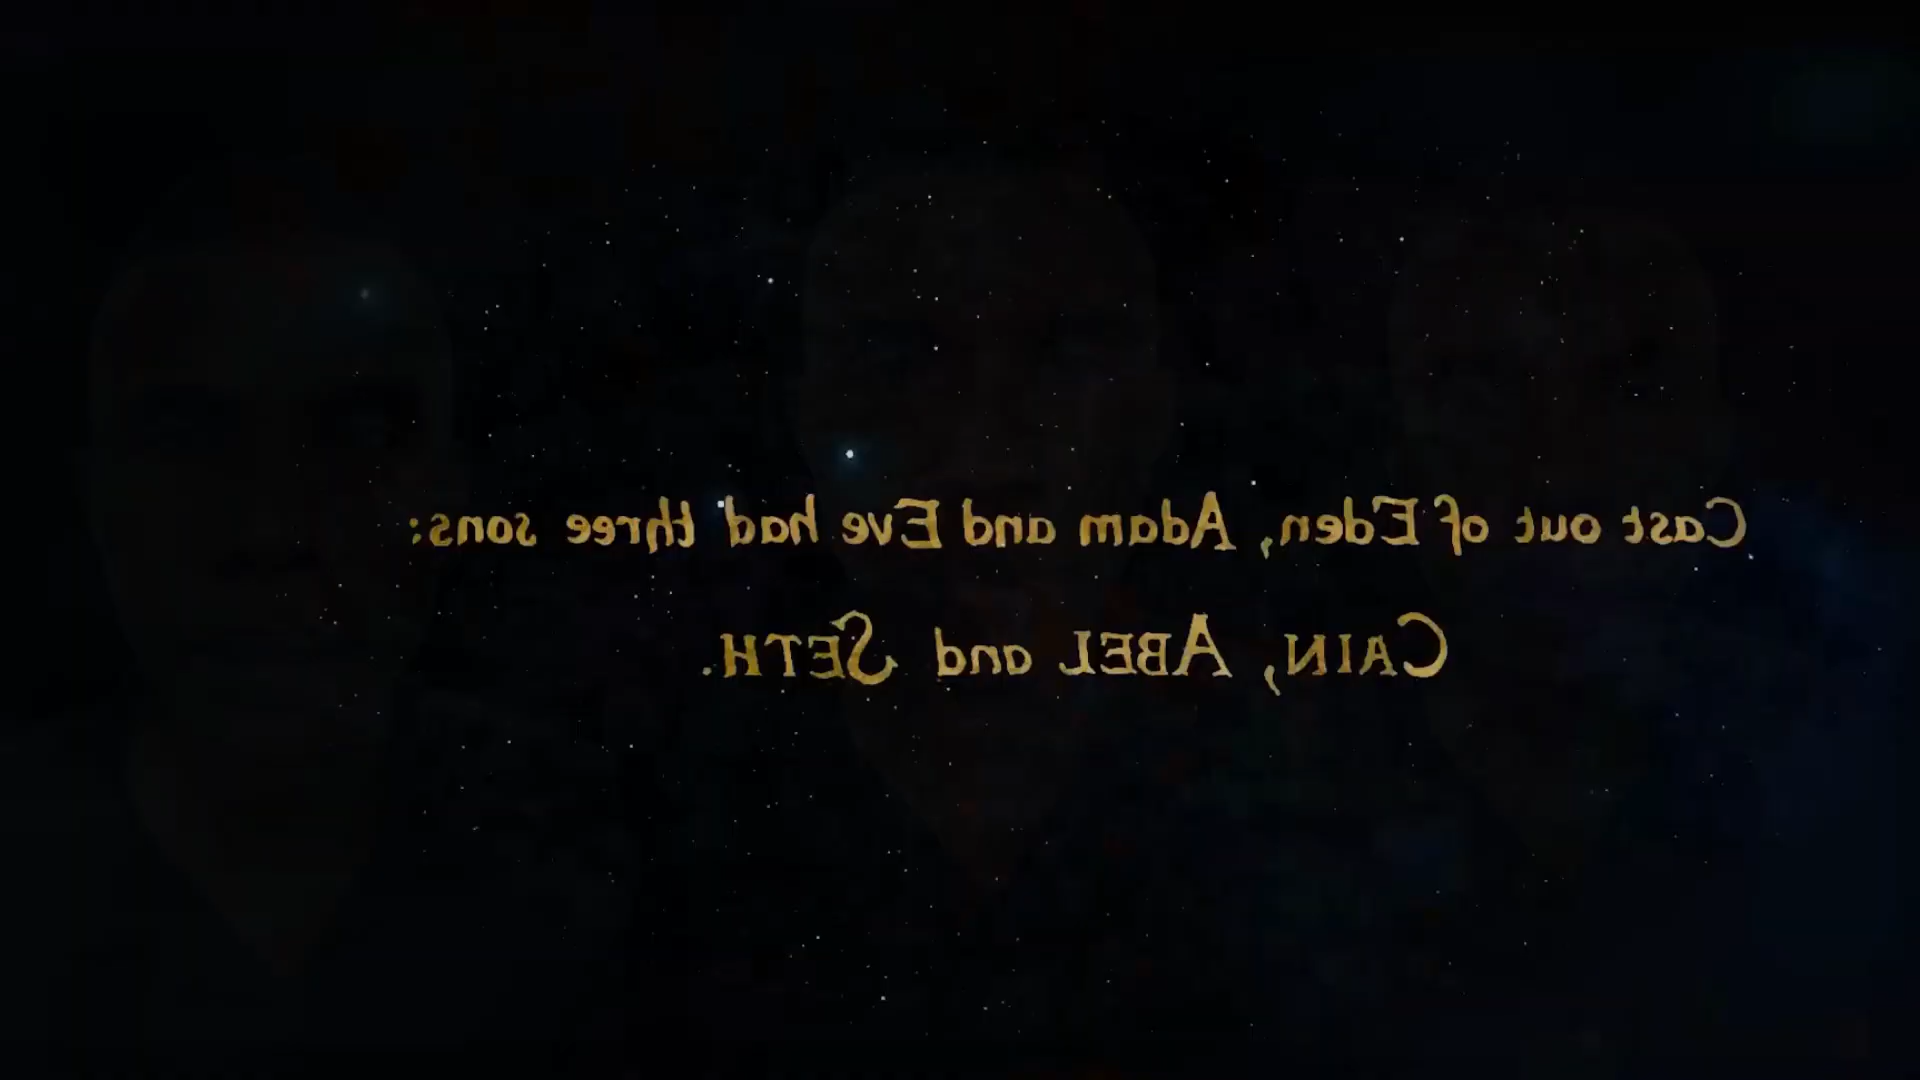 Cast out of Eden, Adam and Eve had three sons:
CAIN, ABEL and SETH.